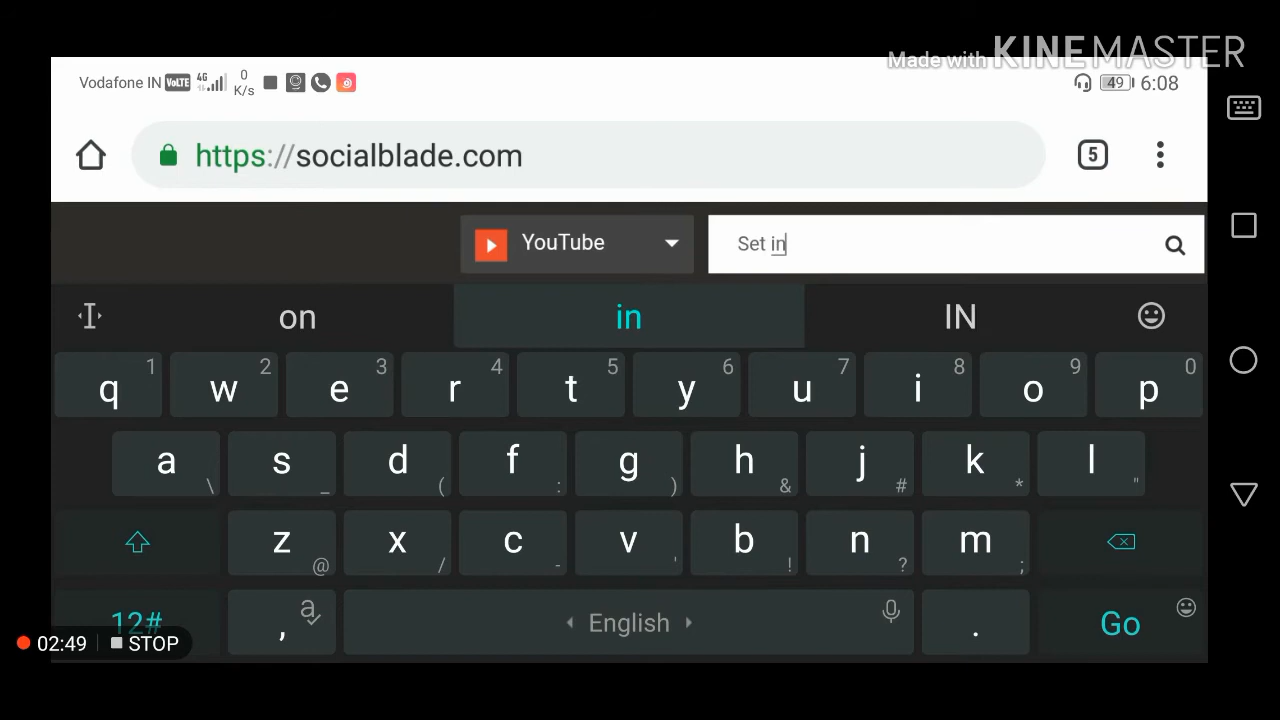 Made with KINEMASTER
Vodafone IN VoLTE 4G 0 K/s 49 6:08
https://socialblade.com 5
YouTube Set in
on in IN
q 1 w 2 e 3 r 4 t 5 y 6 u 7 i 8 o 9 p 0
a \ s _ d ( f : g ) h & j # k * l "
z @ x / c - v ' b ! n ? m ;
12# , a English . Go
02:49 STOP